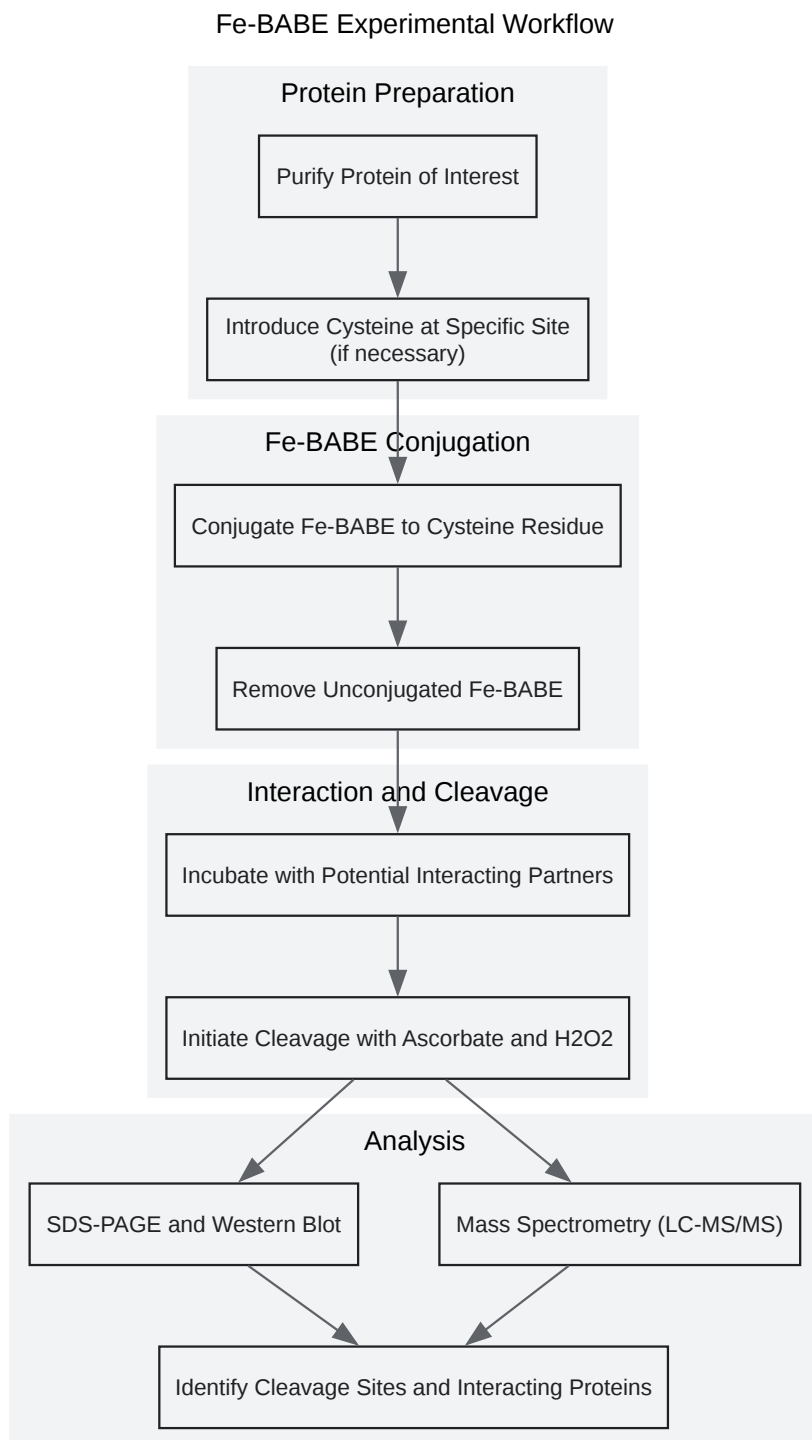 Fe-BABE Experimental Workflow
Protein Preparation
Purify Protein of Interest
Introduce Cysteine at Specific Site
(if necessary)
Fe-BABE Conjugation
Conjugate Fe-BABE to Cysteine Residue
Remove Unconjugated Fe-BABE
Interaction and Cleavage
Incubate with Potential Interacting Partners
Initiate Cleavage with Ascorbate and H2O2
Analysis
SDS-PAGE and Western Blot
Mass Spectrometry (LC-MS/MS)
Identify Cleavage Sites and Interacting Proteins